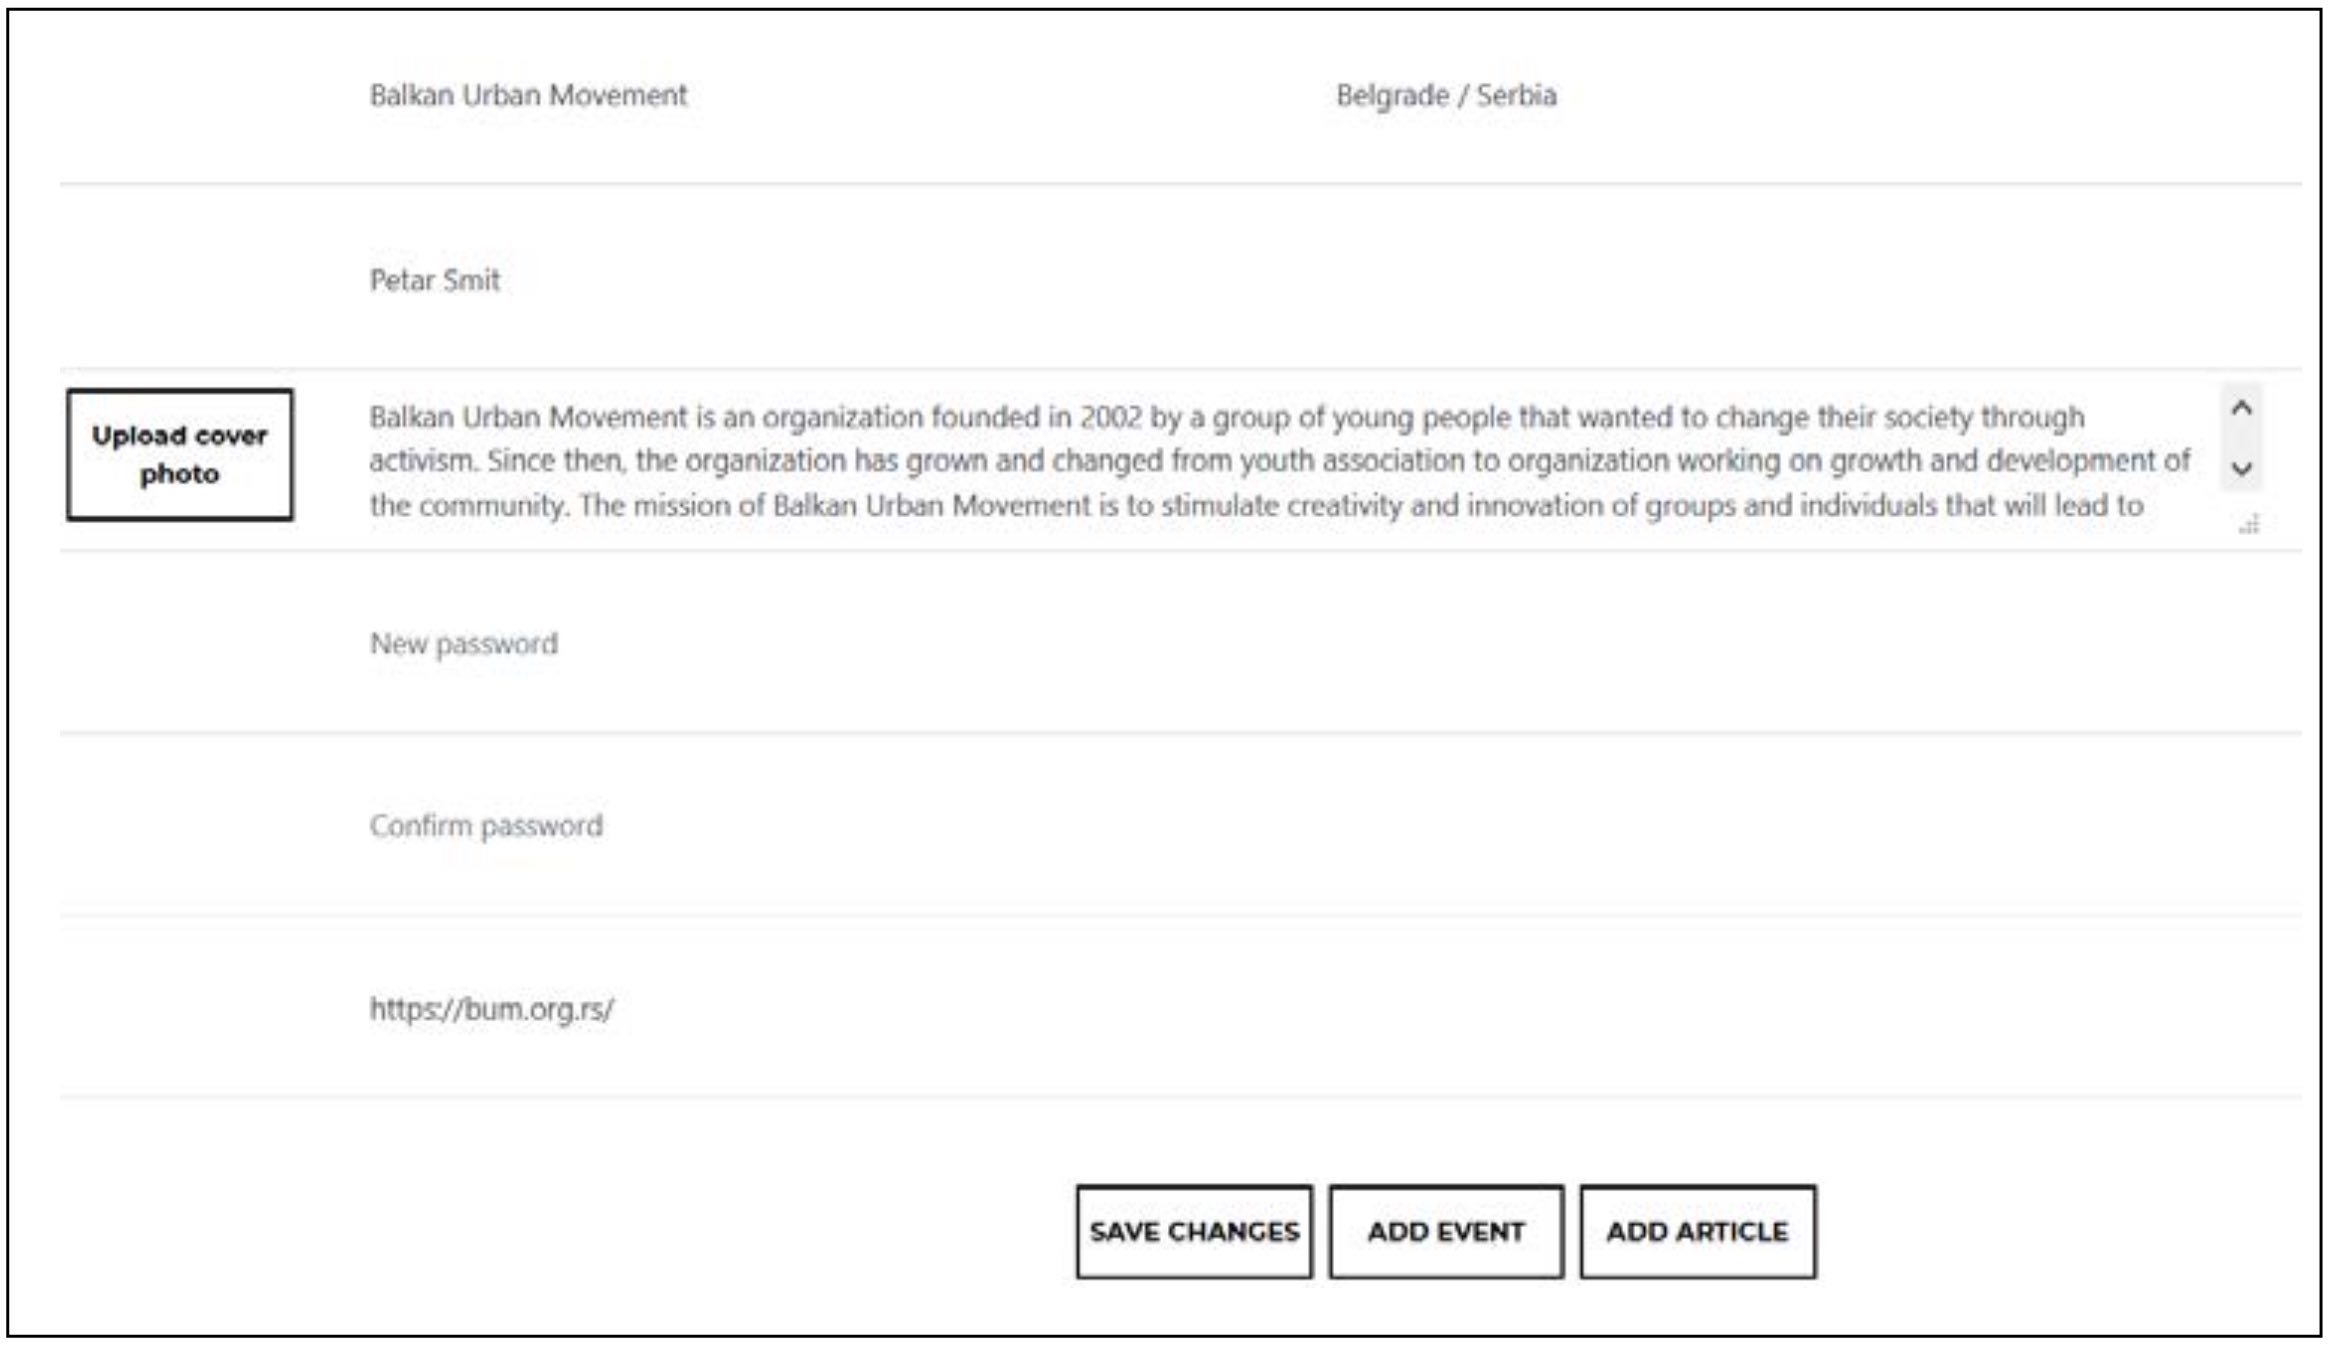 Balkan Urban Movement
Belgrade / Serbia
Petar Smit
Upload cover
photo
Balkan Urban Movement is an organization founded in 2002 by a group of young people that wanted to change their society through
activism. Since then, the organization has grown and changed from youth association to organization working on growth and development of
the community. The mission of Balkan Urban Movement is to stimulate creativity and innovation of groups and individuals that will lead to
New password
Confirm password
https://bum.org.rs/
SAVE CHANGES
ADD EVENT
ADD ARTICLE